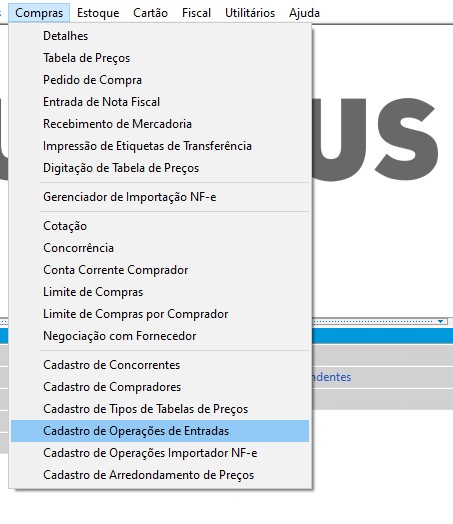 Compras Estoque Cartão Fiscal Utilitários Ajuda
Detalhes
Tabela de Preços
Pedido de Compra
Entrada de Nota Fiscal
Recebimento de Mercadoria
Impressão de Etiquetas de Transferência
Digitação de Tabela de Preços
Gerenciador de Importação NF-e
Cotação
Concorrência
Conta Corrente Comprador
Limite de Compras
Limite de Compras por Comprador
Negociação com Fornecedor
Cadastro de Concorrentes
Cadastro de Compradores
Cadastro de Tipos de Tabelas de Preços
Cadastro de Operações de Entradas
Cadastro de Operações Importador NF-e
Cadastro de Arredondamento de Preços
US
ndentes